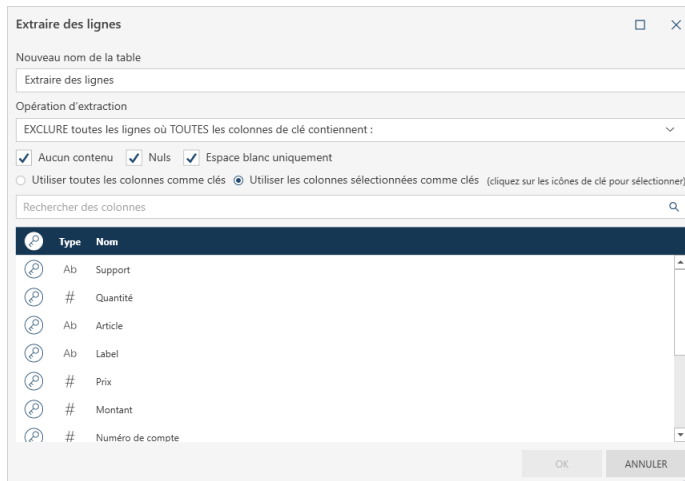 Extraire des lignes
Nouveau nom de la table
Extraire des lignes
Opération d'extraction
EXCLURE toutes les lignes où TOUTES les colonnes de clé contiennent :
Aucun contenu Nuls Espace blanc uniquement
Utiliser toutes les colonnes comme clés Utiliser les colonnes sélectionnées comme clés (cliquez sur les icônes de clé pour sélectionner)
Rechercher des colonnes
Type Nom
Ab Support
# Quantité
Ab Article
Ab Label
# Prix
# Montant
# Numéro de compte
OK ANNULER